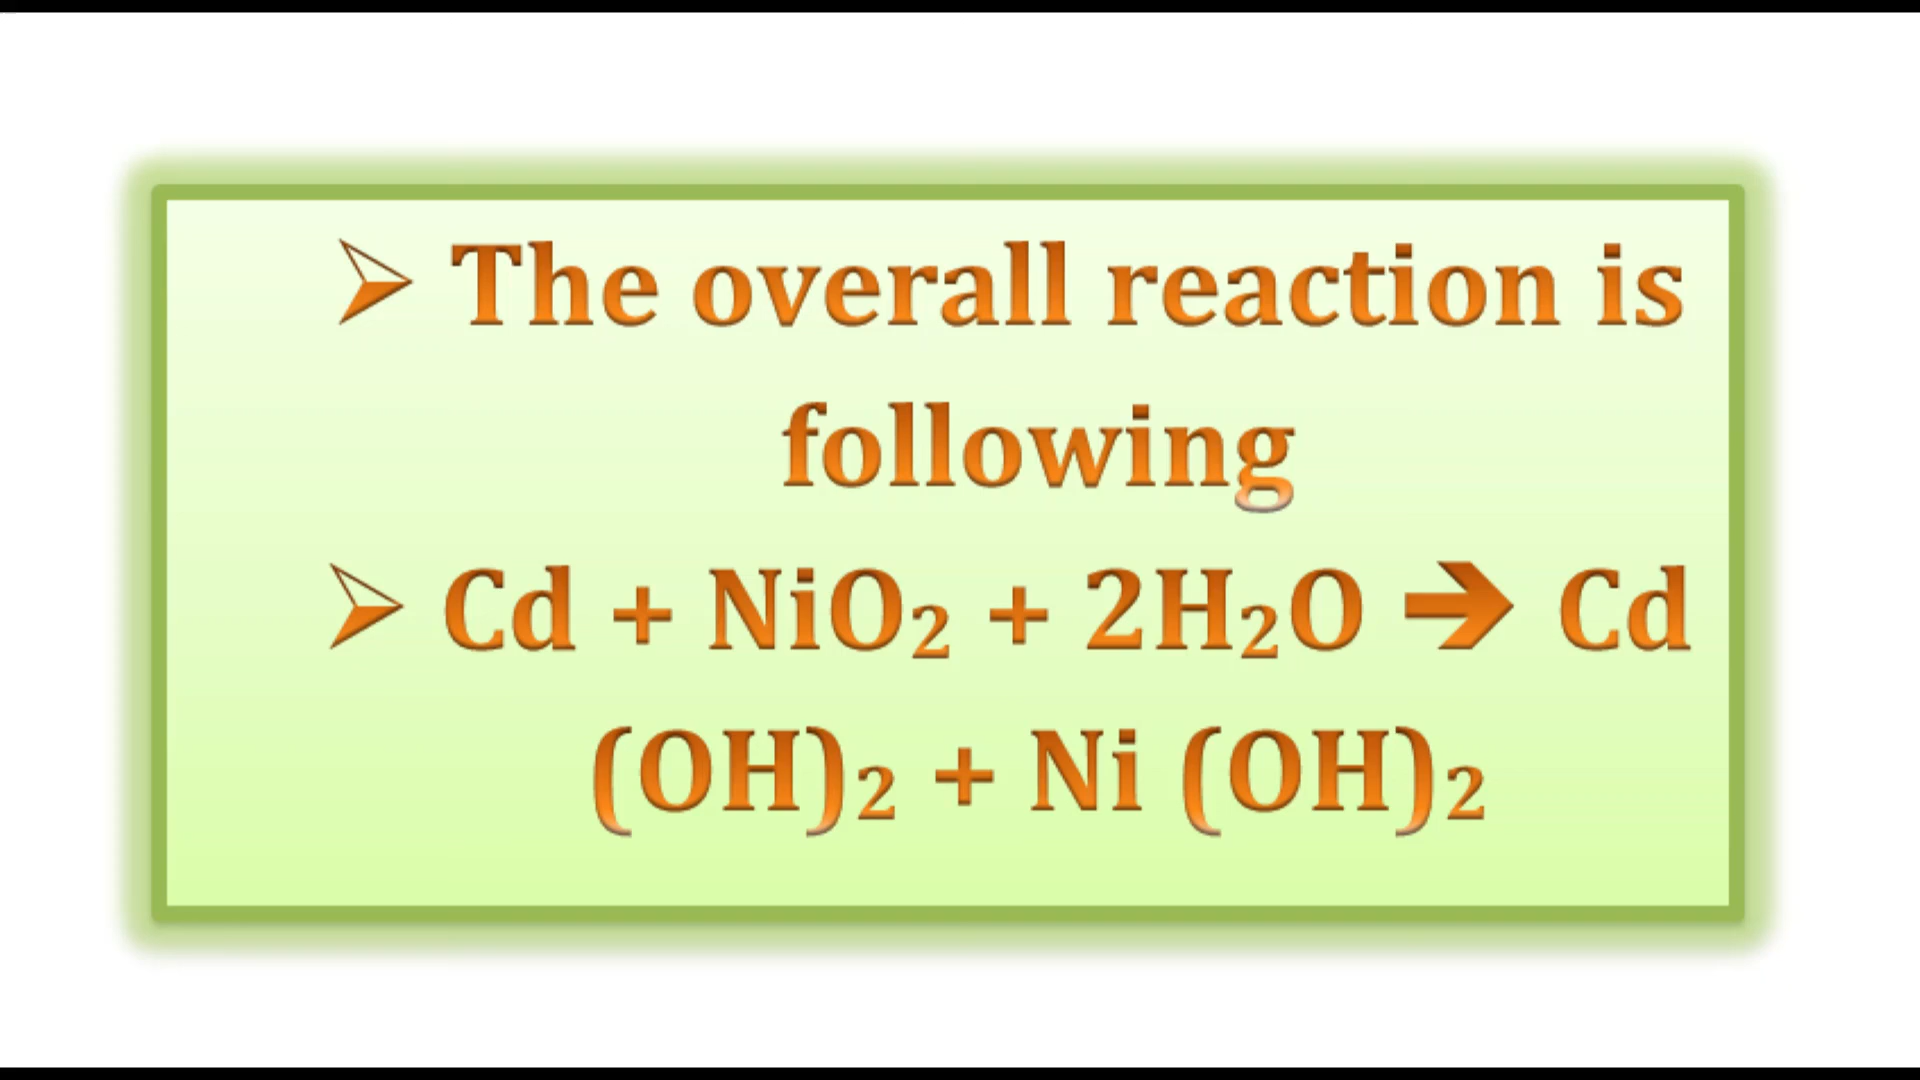 ➢ The overall reaction is
following
➢ Cd + NiO₂ + 2H₂O ➔ Cd
(OH)₂ + Ni (OH)₂